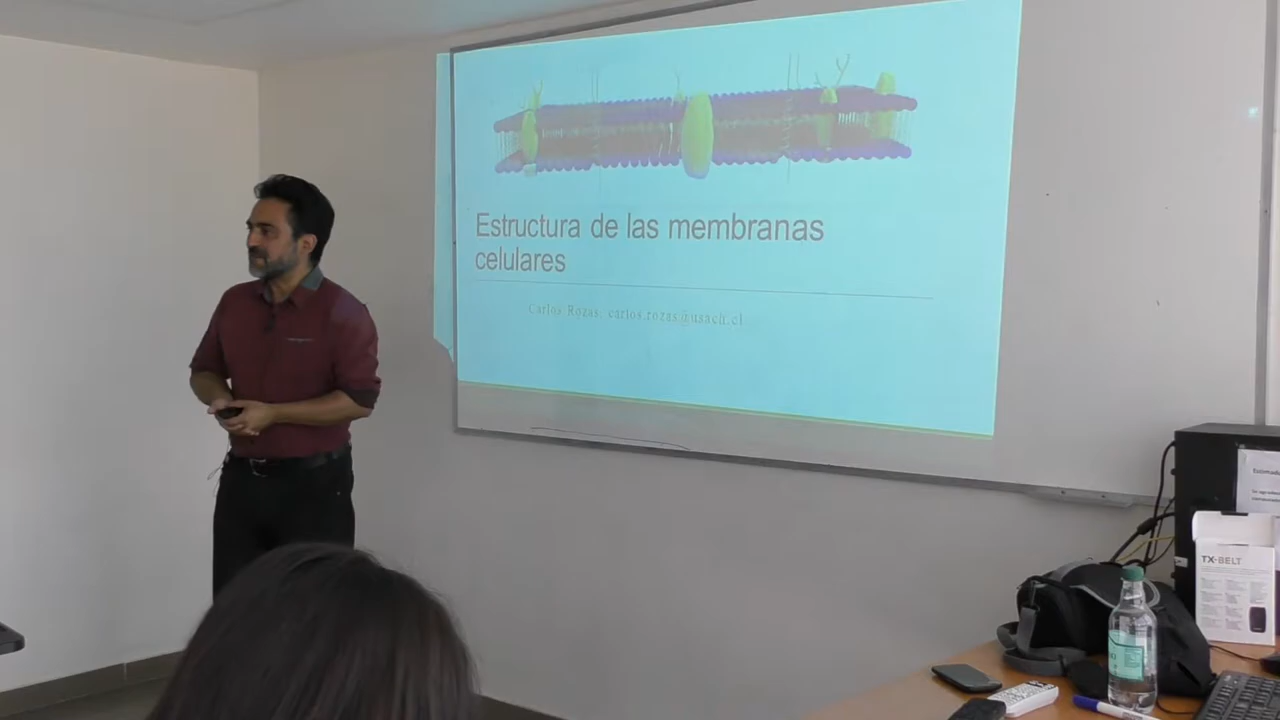 Estructura de las membranas
celulares
Carlos Rozas, carlos.rozas@usach.cl
TX-BELT